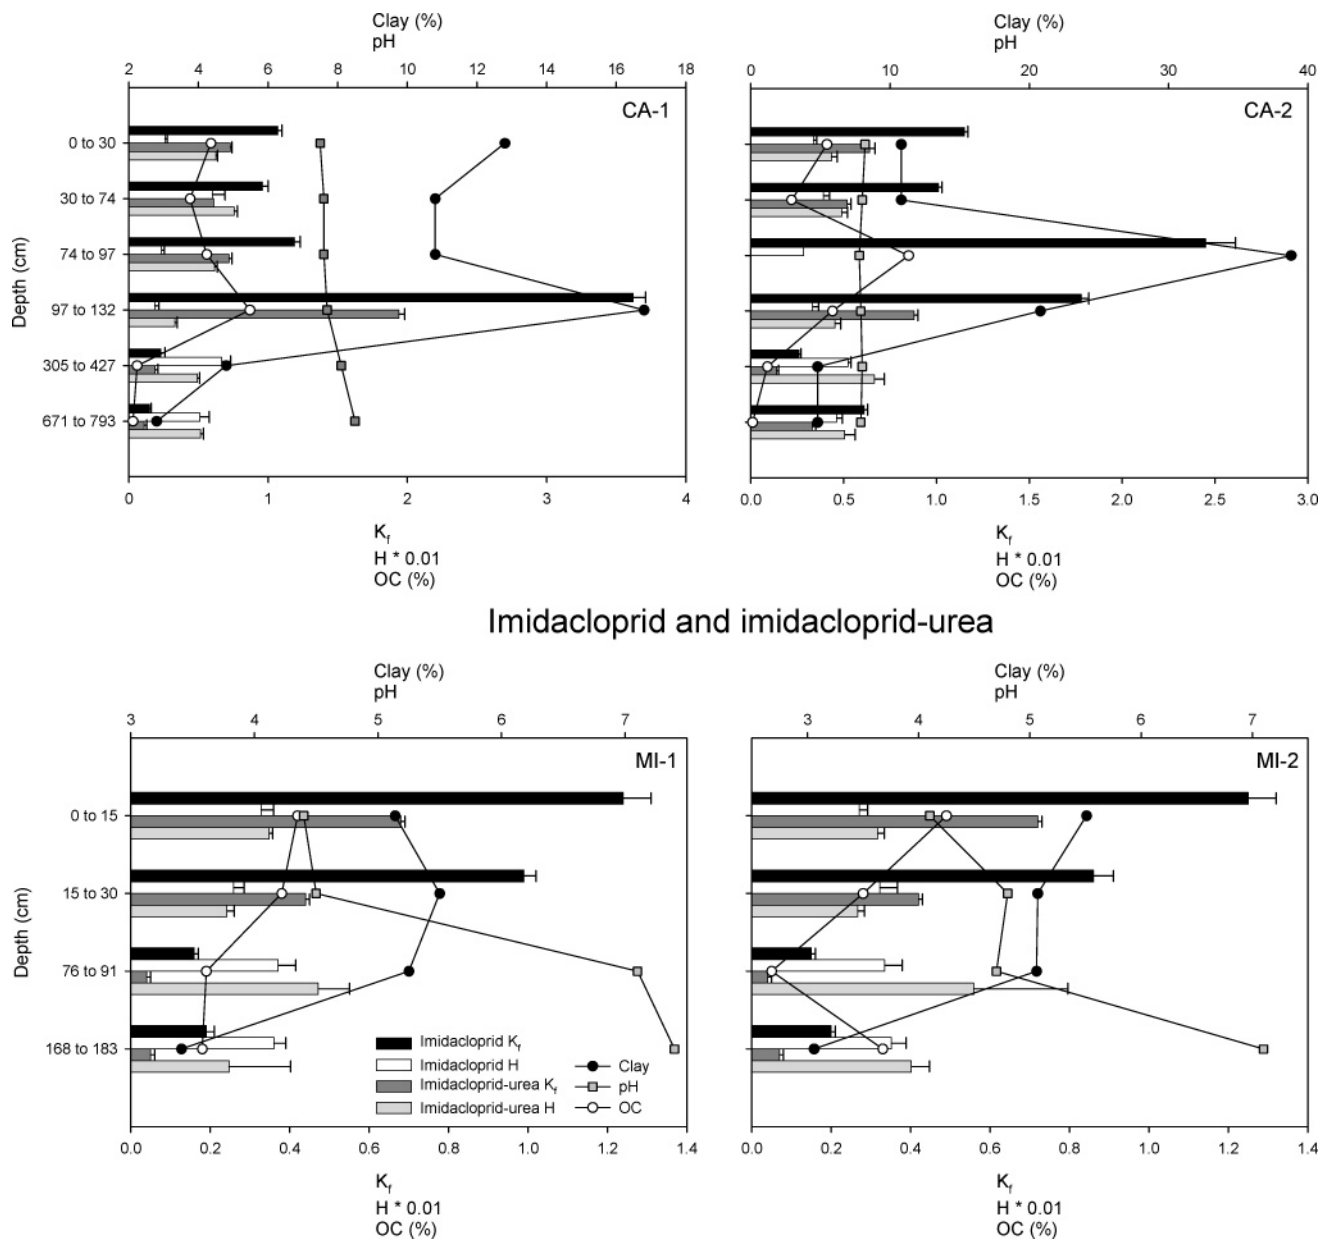 Clay (%)
pH
2 4 6 8 10 12 14 16 18
CA-1
Depth (cm)
0 to 30
30 to 74
74 to 97
97 to 132
305 to 427
671 to 793
0 1 2 3 4
Kf
H * 0.01
OC (%)
Clay (%)
pH
0 10 20 30 40
CA-2
0.0 0.5 1.0 1.5 2.0 2.5 3.0
Kf
H * 0.01
OC (%)
Imidacloprid and imidacloprid-urea
Clay (%)
pH
3 4 5 6 7
MI-1
Depth (cm)
0 to 15
15 to 30
76 to 91
168 to 183
Imidacloprid Kf
Imidacloprid H
Imidacloprid-urea Kf
Imidacloprid-urea H
Clay
pH
OC
0.0 0.2 0.4 0.6 0.8 1.0 1.2 1.4
Kf
H * 0.01
OC (%)
Clay (%)
pH
3 4 5 6 7
MI-2
0.0 0.2 0.4 0.6 0.8 1.0 1.2 1.4
Kf
H * 0.01
OC (%)